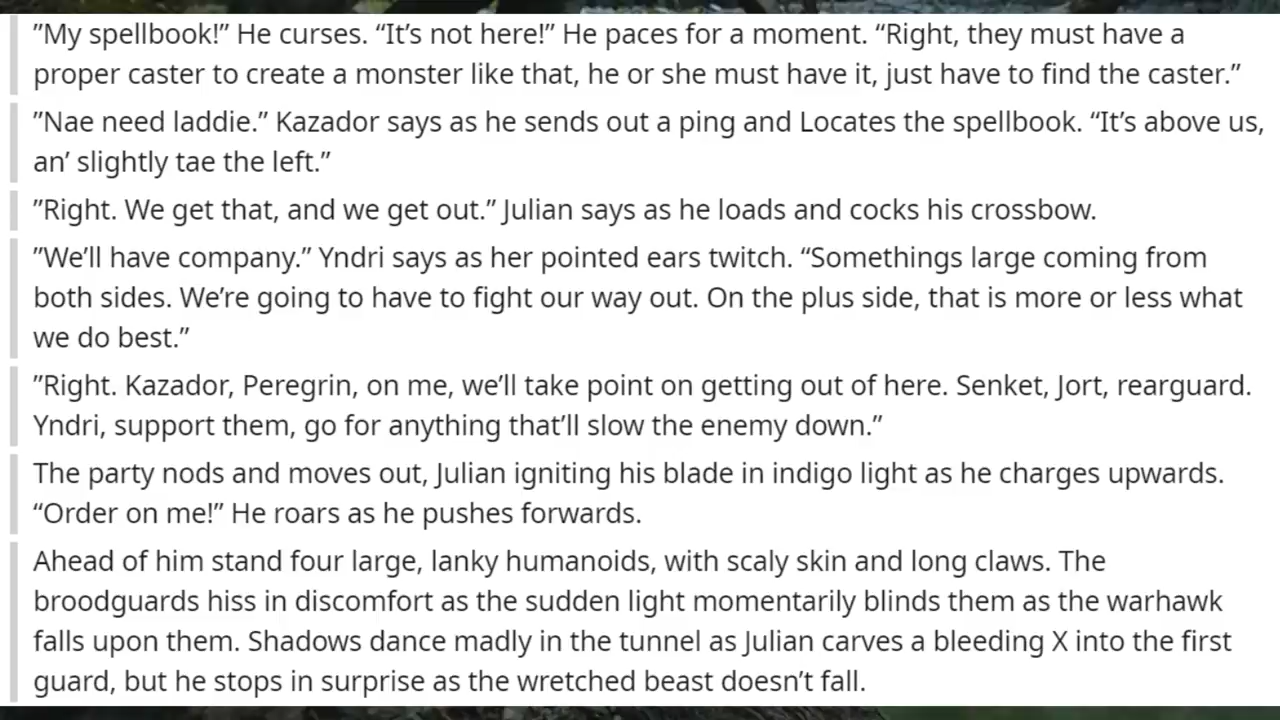 ”My spellbook!” He curses. “It’s not here!” He paces for a moment. “Right, they must have a
proper caster to create a monster like that, he or she must have it, just have to find the caster.”
”Nae need laddie.” Kazador says as he sends out a ping and Locates the spellbook. “It’s above us,
an’ slightly tae the left.”
”Right. We get that, and we get out.” Julian says as he loads and cocks his crossbow.
”We’ll have company.” Yndri says as her pointed ears twitch. “Somethings large coming from
both sides. We’re going to have to fight our way out. On the plus side, that is more or less what
we do best.”
”Right. Kazador, Peregrin, on me, we’ll take point on getting out of here. Senket, Jort, rearguard.
Yndri, support them, go for anything that’ll slow the enemy down.”
The party nods and moves out, Julian igniting his blade in indigo light as he charges upwards.
“Order on me!” He roars as he pushes forwards.
Ahead of him stand four large, lanky humanoids, with scaly skin and long claws. The
broodguards hiss in discomfort as the sudden light momentarily blinds them as the warhawk
falls upon them. Shadows dance madly in the tunnel as Julian carves a bleeding X into the first
guard, but he stops in surprise as the wretched beast doesn’t fall.